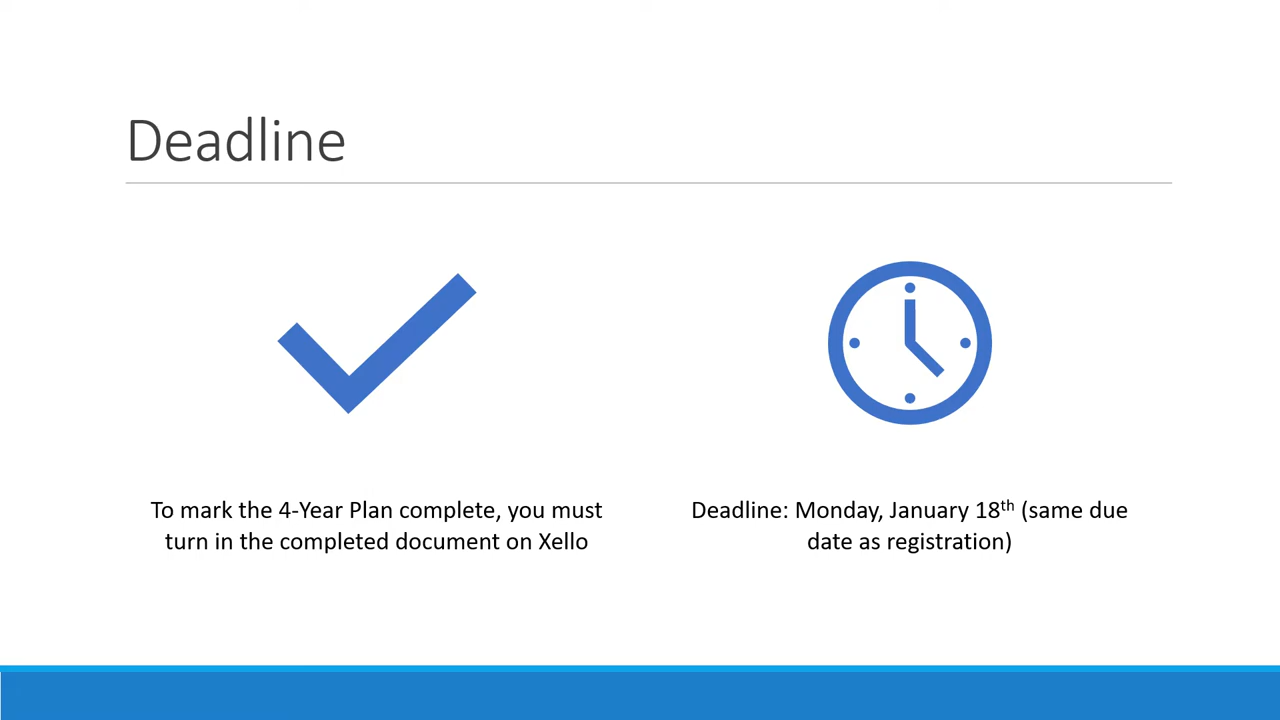 Deadline
To mark the 4-Year Plan complete, you must
turn in the completed document on Xello
Deadline: Monday, January 18th (same due
date as registration)